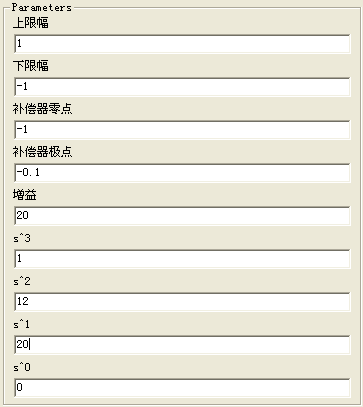 Parameters
上限幅
1
下限幅
-1
补偿器零点
-1
补偿器极点
-0.1
增益
20
s^3
1
s^2
12
s^1
20
s^0
0